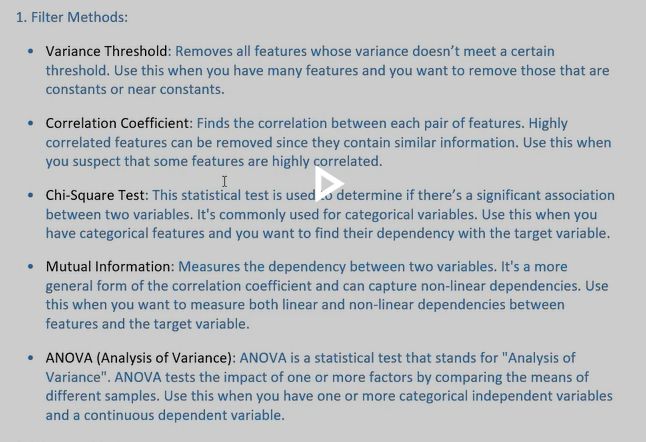 1. Filter Methods:
• Variance Threshold: Removes all features whose variance doesn't meet a certain
threshold. Use this when you have many features and you want to remove those that are
constants or near constants.
• Correlation Coefficient: Finds the correlation between each pair of features. Highly
correlated features can be removed since they contain similar information. Use this when
you suspect that some features are highly correlated.
• Chi-Square Test: This statistical test is used to determine if there's a significant association
between two variables. It's commonly used for categorical variables. Use this when you
have categorical features and you want to find their dependency with the target variable.
• Mutual Information: Measures the dependency between two variables. It's a more
general form of the correlation coefficient and can capture non-linear dependencies. Use
this when you want to measure both linear and non-linear dependencies between
features and the target variable.
• ANOVA (Analysis of Variance): ANOVA is a statistical test that stands for "Analysis of
Variance". ANOVA tests the impact of one or more factors by comparing the means of
different samples. Use this when you have one or more categorical independent variables
and a continuous dependent variable.